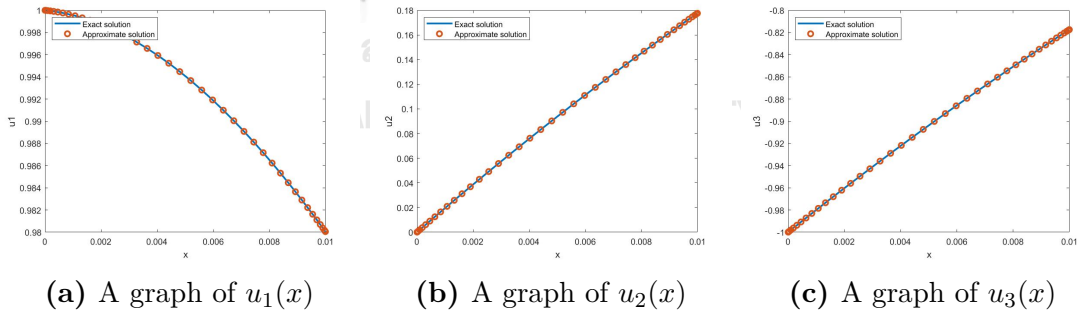 1
0.998
0.996
0.994
0.992
0.99
0.988
0.986
0.984
0.982
0.98
u1
Exact solution
Approximate solution
0 0.002 0.004 0.006 0.008 0.01
x
0.18
0.16
0.14
0.12
0.1
0.08
0.06
0.04
0.02
0
u2
Exact solution
Approximate solution
0 0.002 0.004 0.006 0.008 0.01
x
-0.8
-0.82
-0.84
-0.86
-0.88
-0.9
-0.92
-0.94
-0.96
-0.98
-1
u3
Exact solution
Approximate solution
0 0.002 0.004 0.006 0.008 0.01
x
(a) A graph of u₁(x)
(b) A graph of u₂(x)
(c) A graph of u₃(x)